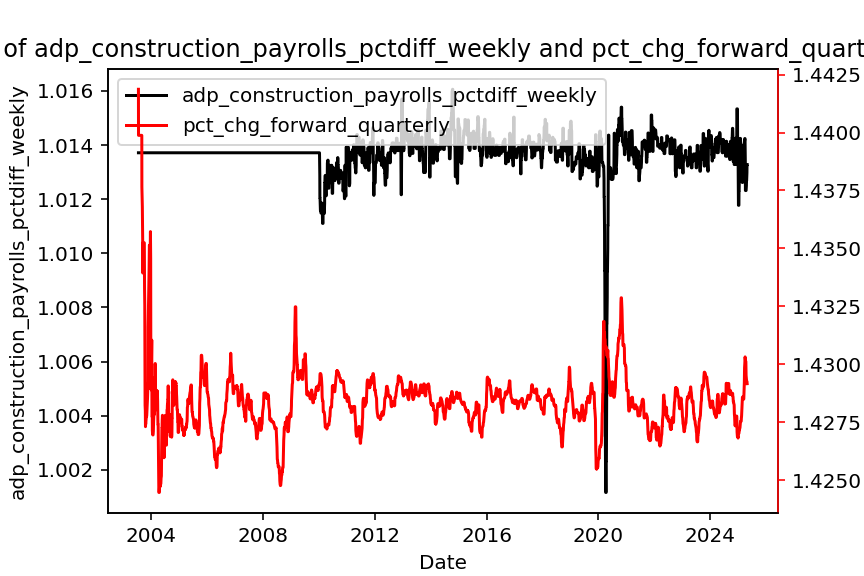 of adp_construction_payrolls_pctdiff_weekly and pct_chg_forward_quart
adp_construction_payrolls_pctdiff_weekly
pct_chg_forward_quarterly
adp_construction_payrolls_pctdiff_weekly
1.016
1.014
1.012
1.010
1.008
1.006
1.004
1.002
1.4425
1.4400
1.4375
1.4350
1.4325
1.4300
1.4275
1.4250
2004 2008 2012 2016 2020 2024
Date